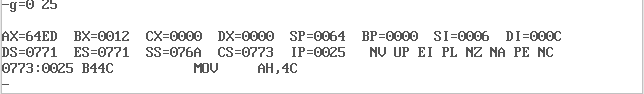 -g=0 25
AX=64ED  BX=0012  CX=0000  DX=0000  SP=0064  BP=0000  SI=0006  DI=000C
DS=0771  ES=0771  SS=076A  CS=0773  IP=0025   NV UP EI PL NZ NA PE NC
0773:0025 B44C          MOV     AH,4C
-